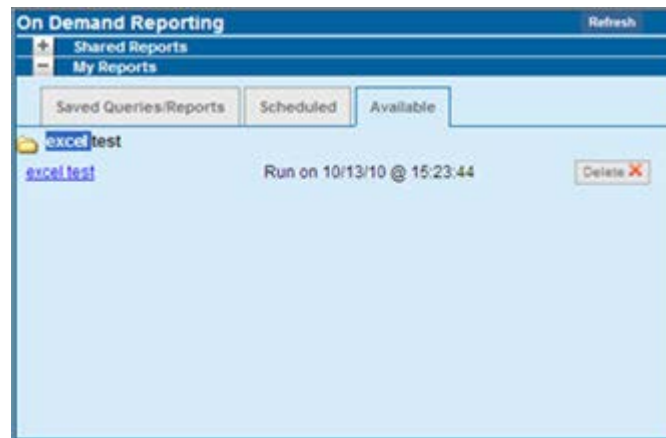 On Demand Reporting Refresh
+ Shared Reports
- My Reports
Saved Queries/Reports Scheduled Available
excel test
excel test Run on 10/13/10 @ 15:23:44 Delete X